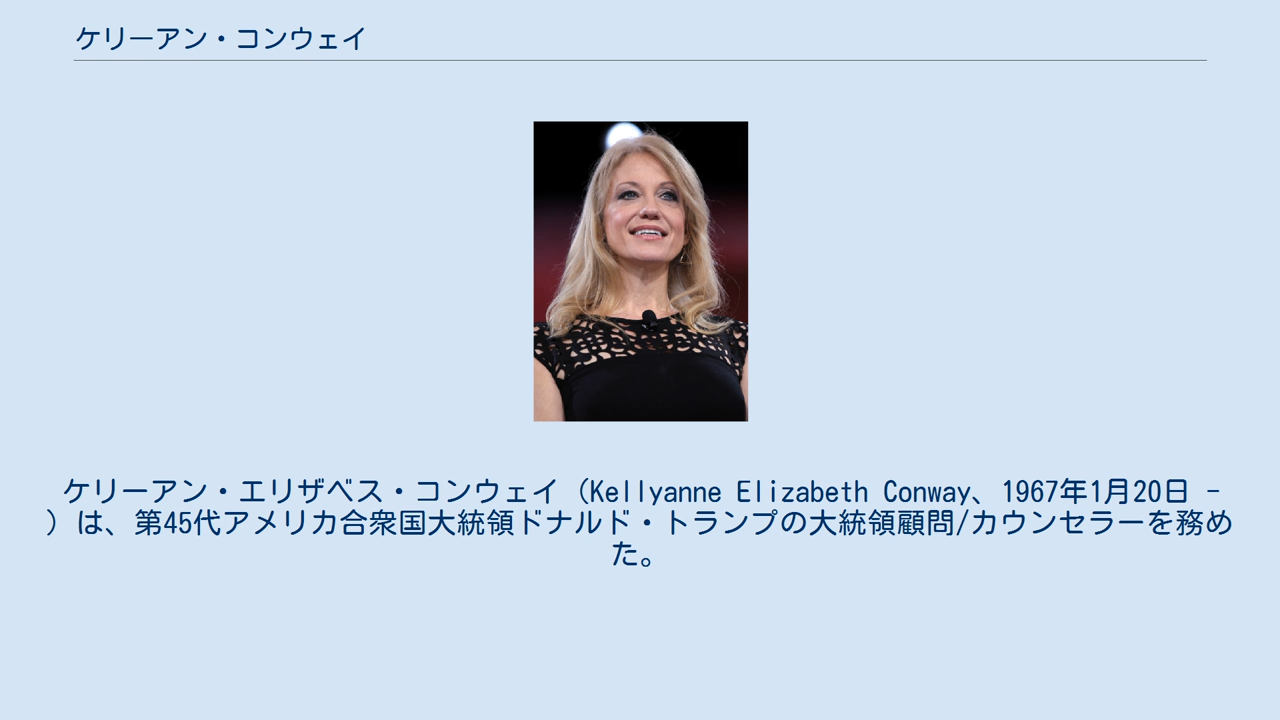 ケリーアン・コンウェイ
ケリーアン・エリザベス・コンウェイ（Kellyanne Elizabeth Conway、1967年1月20日 -
）は、第45代アメリカ合衆国大統領ドナルド・トランプの大統領顧問/カウンセラーを務め
た。